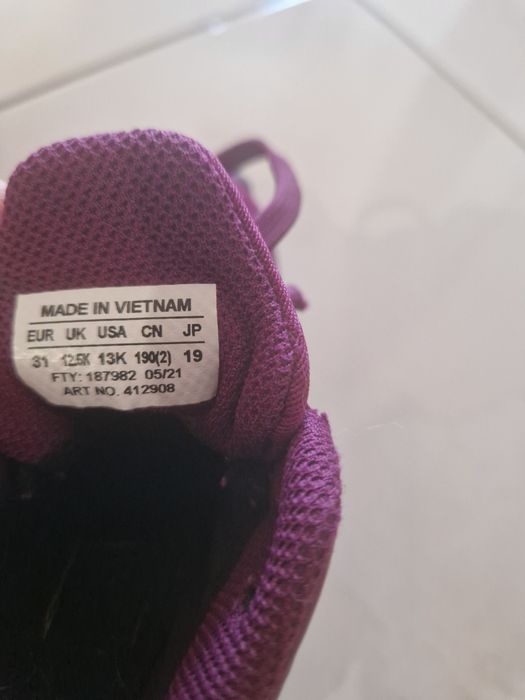 MADE IN VIETNAM
EUR UK USA CN JP
31 12.5K 13K 190(2) 19
FTY: 187982 05/21
ART NO. 412908